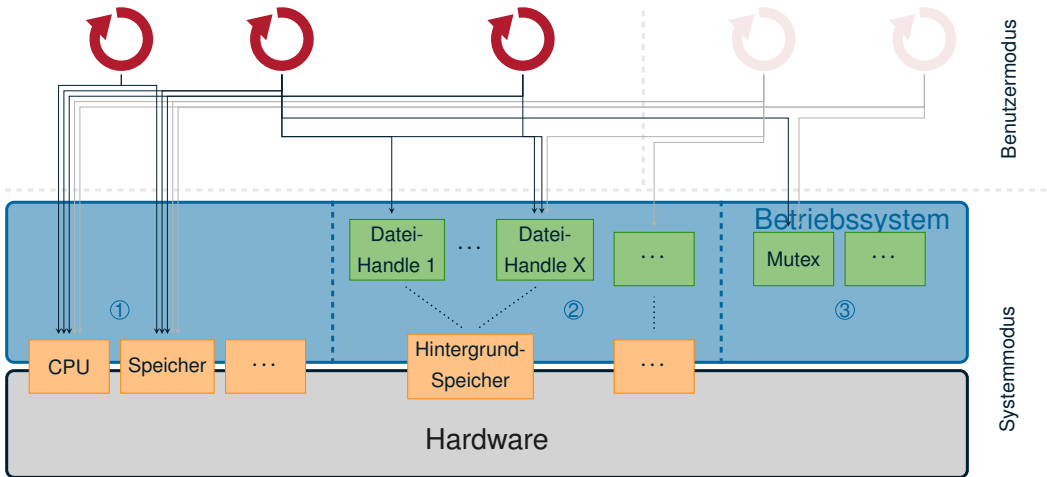 Benutzermodus
Betriebssystem
Datei-
Handle 1
...
Datei-
Handle X
...
Mutex
...
①
②
③
CPU
Speicher
...
Hintergrund-
Speicher
...
Systemmodus
Hardware